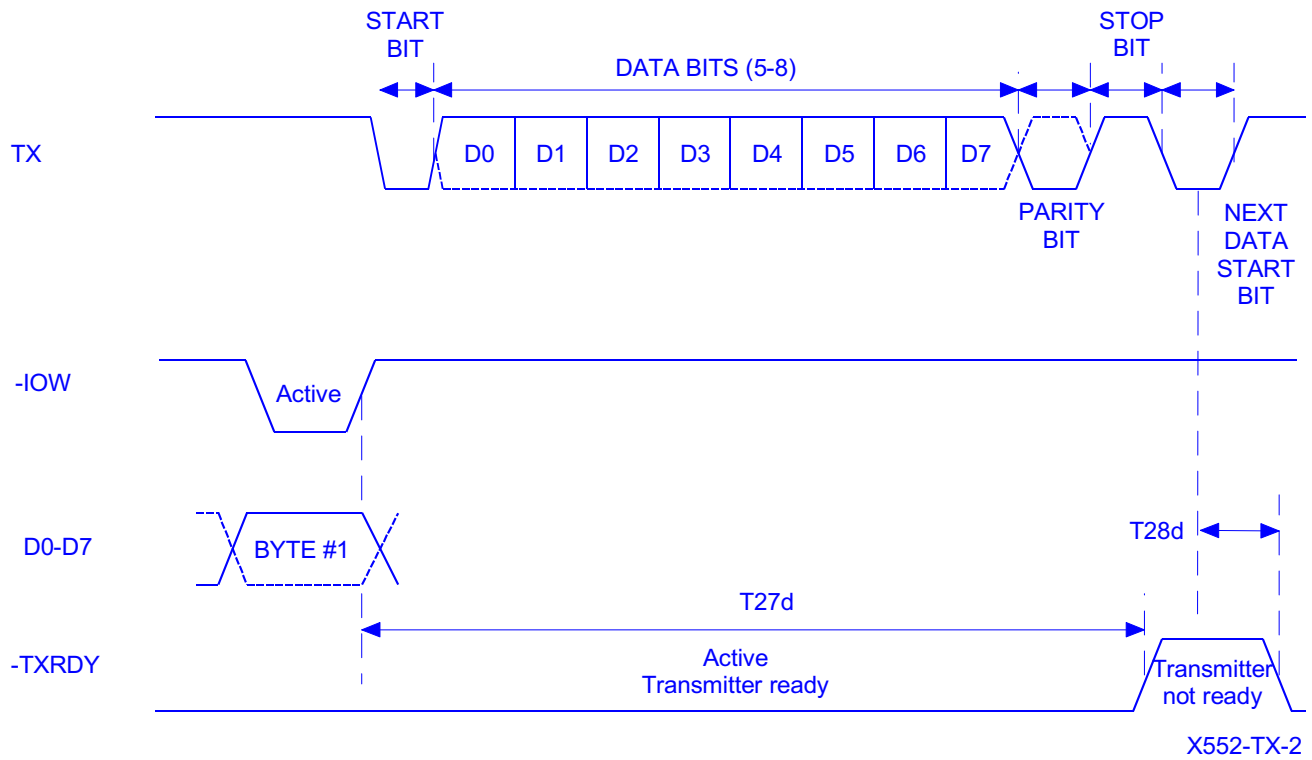 START
BIT
STOP
BIT
DATA BITS (5-8)
TX
D0
D1
D2
D3
D4
D5
D6
D7
PARITY
BIT
NEXT
DATA
START
BIT
-IOW
Active
D0-D7
BYTE #1
T28d
T27d
-TXRDY
Active
Transmitter ready
Transmitter
not ready
X552-TX-2